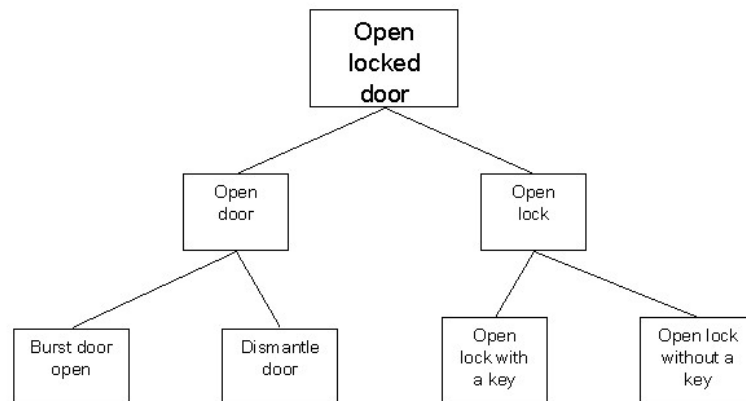 Open
locked
door
Open
door
Open
lock
Burst door
open
Dismantle
door
Open
lock with
a key
Open lock
without a
key